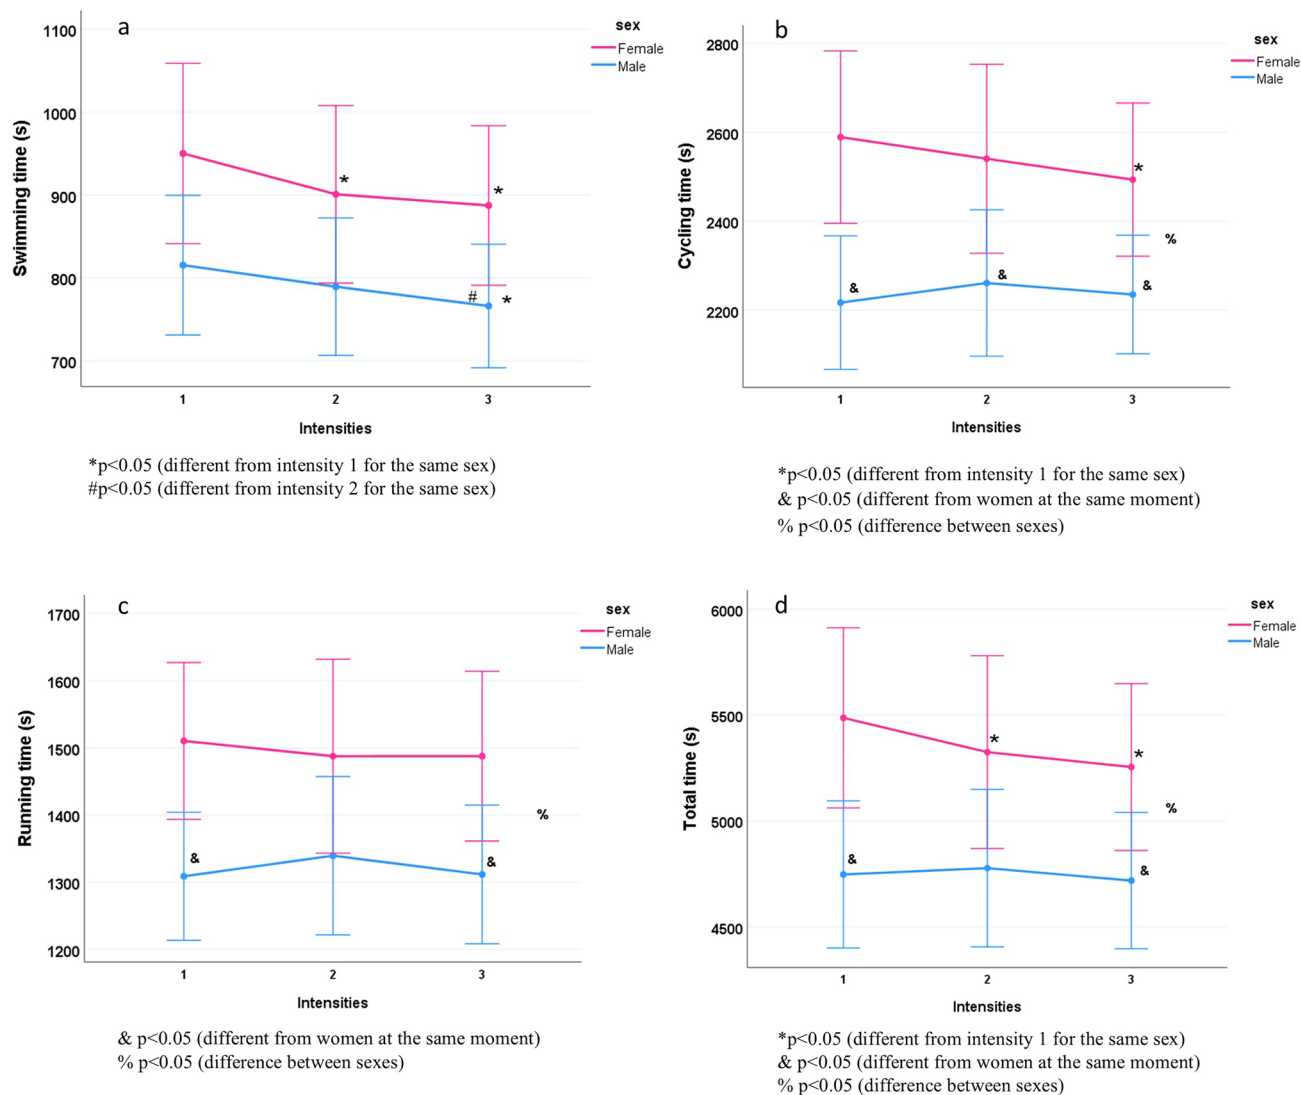 a
sex
Female
Male
1100
1000
900
800
700
Swimming time (s)
*
*
#
*
1
2
3
Intensities
*p<0.05 (different from intensity 1 for the same sex)
#p<0.05 (different from intensity 2 for the same sex)
b
sex
Female
Male
2800
2600
2400
2200
Cycling time (s)
*
%
&
&
&
1
2
3
Intensities
*p<0.05 (different from intensity 1 for the same sex)
& p<0.05 (different from women at the same moment)
% p<0.05 (difference between sexes)
c
sex
Female
Male
1700
1600
1500
1400
1300
1200
Running time (s)
%
&
&
1
2
3
Intensities
& p<0.05 (different from women at the same moment)
% p<0.05 (difference between sexes)
d
sex
Female
Male
6000
5500
5000
4500
Total time (s)
*
*
%
&
&
1
2
3
Intensities
*p<0.05 (different from intensity 1 for the same sex)
& p<0.05 (different from women at the same moment)
% p<0.05 (difference between sexes)